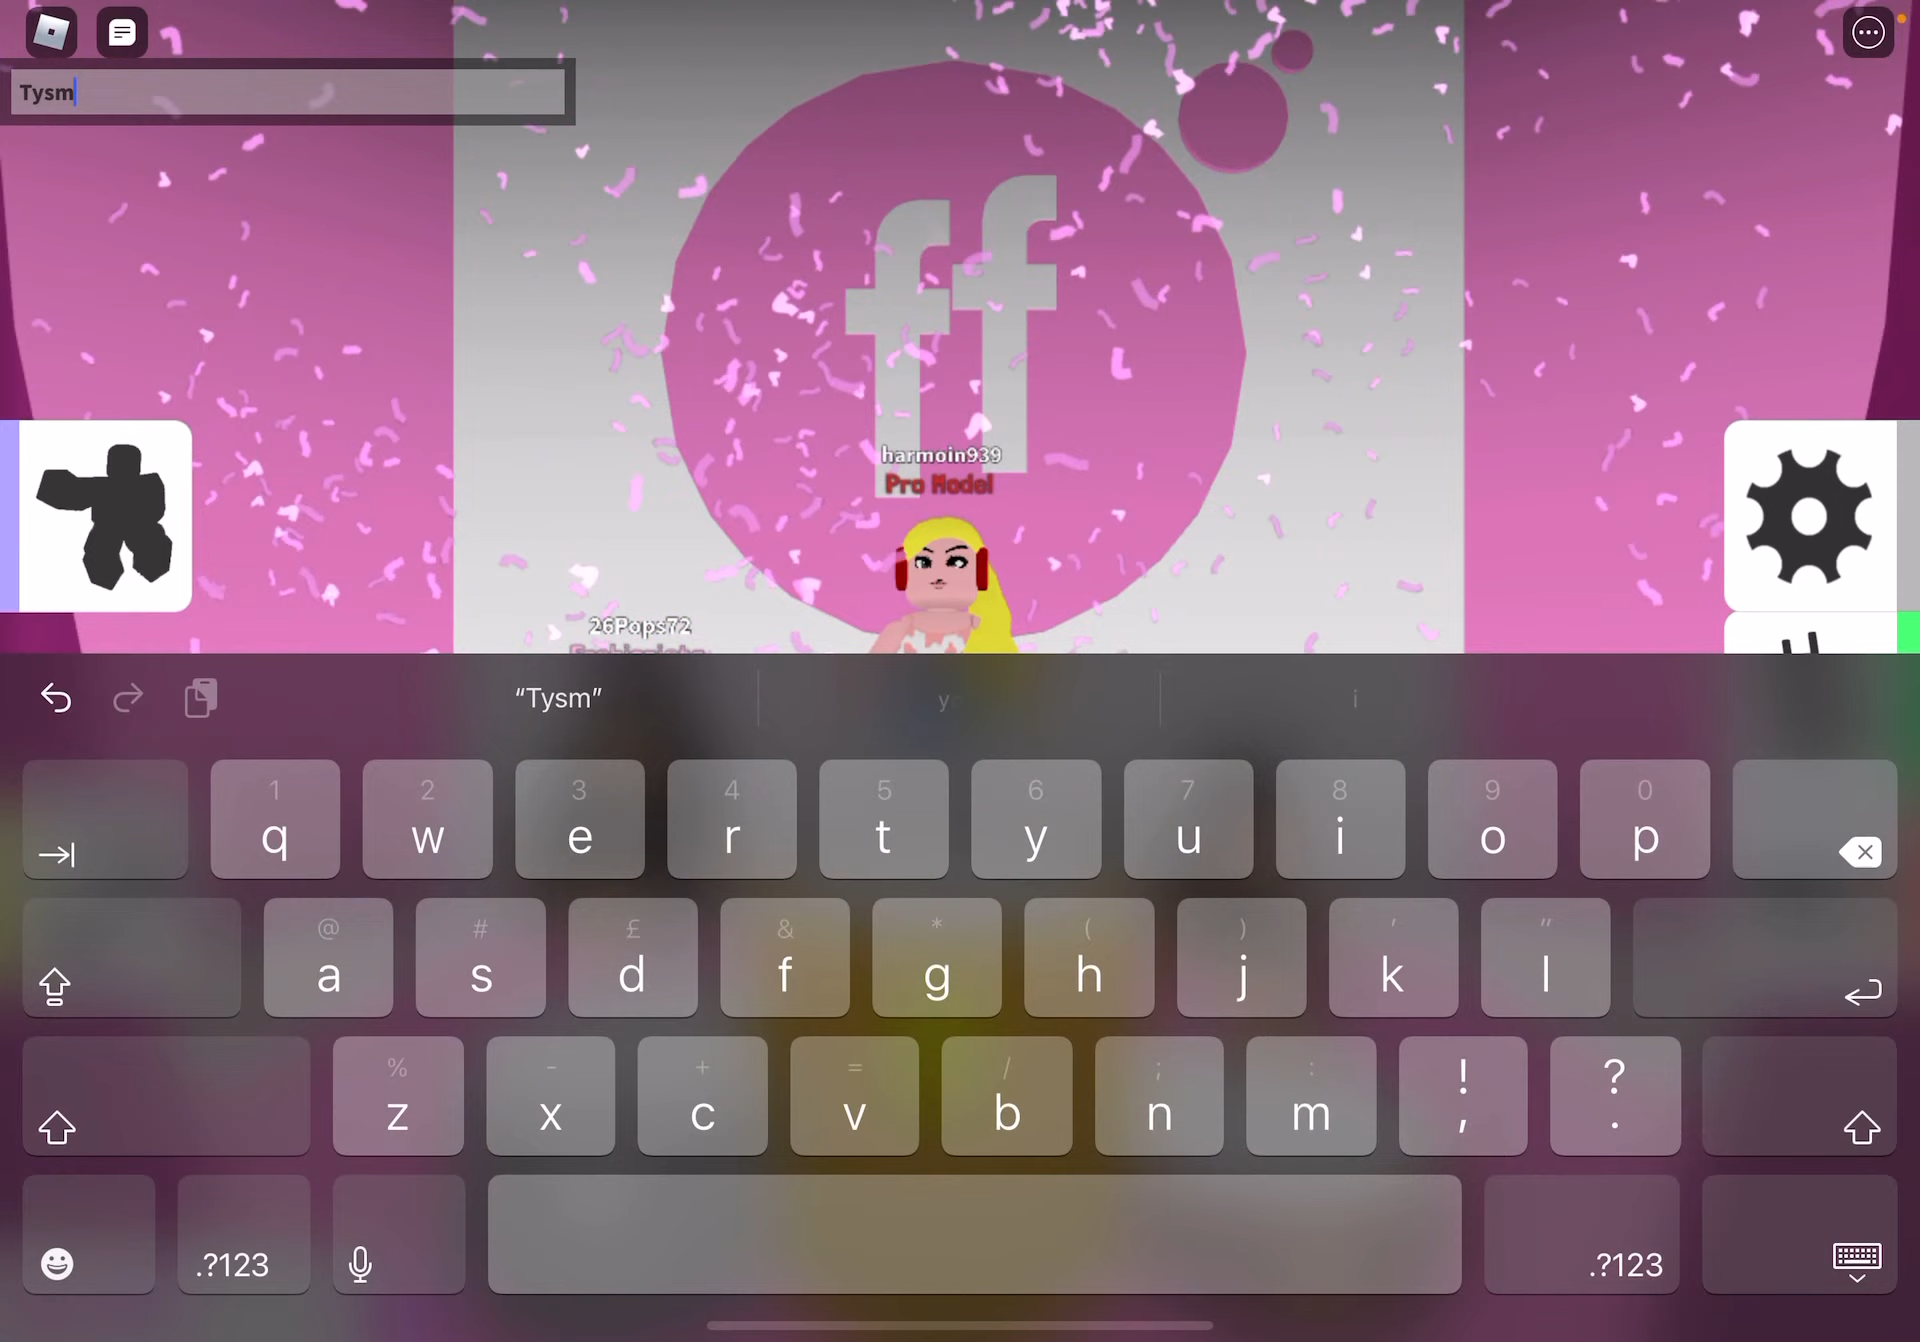 Tysm
ff
harmoin939
Pro Model
26Pops72
"Tysm"
i
1 2 3 4 5 6 7 8 9 0
q w e r t y u i o p
@ # £ & * ( ) ' "
a s d f g h j k l
% - + = / ; : ! ?
z x c v b n m , .
.?123 .?123